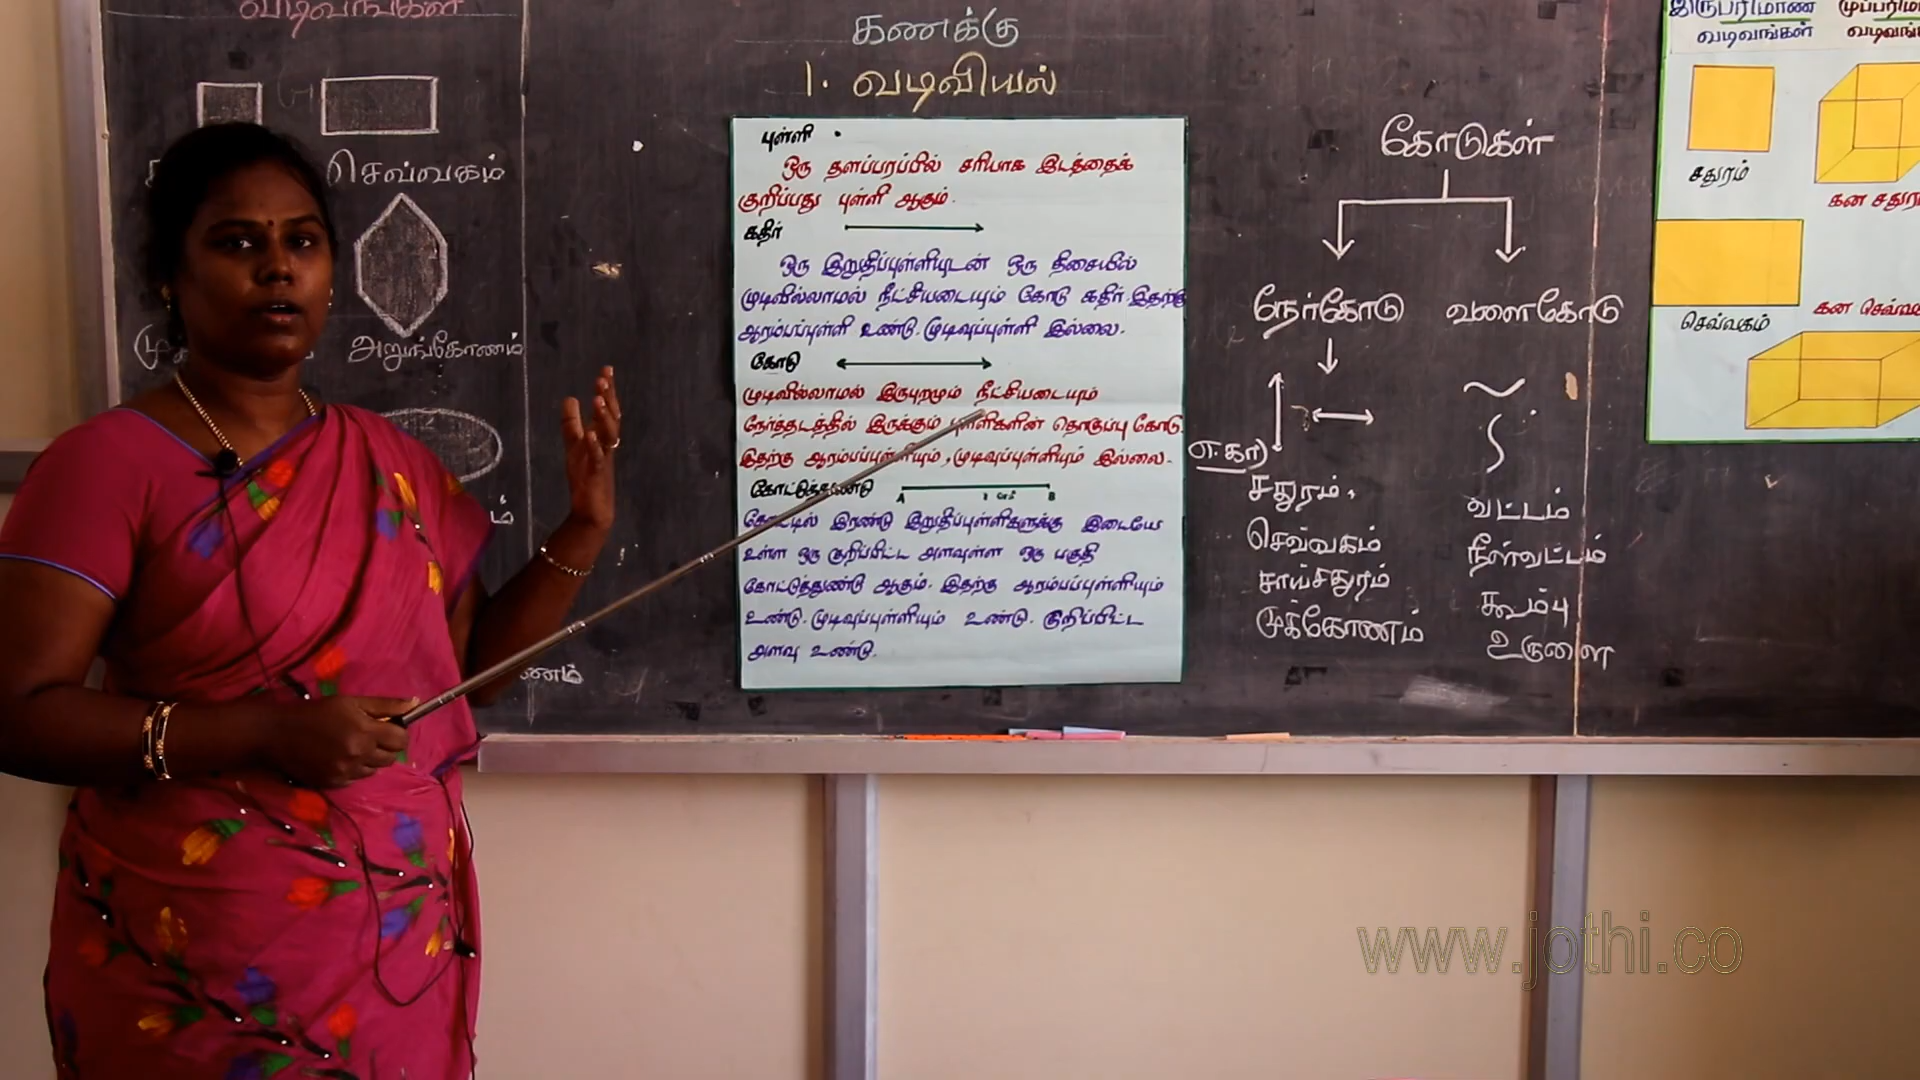 வடிவங்கள்
செவ்வகம்
அறுங்கோணம்
கணக்கு
1. வடிவியல்
புள்ளி
ஒரு தளப்பரப்பில் சரியாக இடத்தைக்
குறிப்பது புள்ளி ஆகும்.
கதிர்
ஒரு இறுதிப்புள்ளியுடன் ஒரு திசையில்
முடிவில்லாமல் நீட்சியடையும் கோடு கதிர். இதற்கு
ஆரம்பப்புள்ளி உண்டு. முடிவுப்புள்ளி இல்லை.
கோடு
முடிவில்லாமல் இருபுறமும் நீட்சியடையும்
நேர்த்தடத்தில் இருக்கும் புள்ளிகளின் தொகுப்பு கோடு.
இதற்கு ஆரம்பப்புள்ளியும், முடிவுப்புள்ளியும் இல்லை.
கோட்டுத்துண்டு
A B
கோட்டில் இரண்டு இறுதிப்புள்ளிகளுக்கு இடையே
உள்ள ஒரு குறிப்பிட்ட அளவுள்ள ஒரு பகுதி
கோட்டுத்துண்டு ஆகும். இதற்கு ஆரம்பப்புள்ளியும்
உண்டு. முடிவுப்புள்ளியும் உண்டு. குறிப்பிட்ட
அளவு உண்டு.
கோடுகள்
நேர்கோடு வளைகோடு
எ.கா)
சதுரம்,
செவ்வகம்
சாய்சதுரம்
முக்கோணம்
வட்டம்
நீள்வட்டம்
கூம்பு
உருளை
இருபரிமாண
வடிவங்கள்
சதுரம்
செவ்வகம்
கன
www.jothi.co